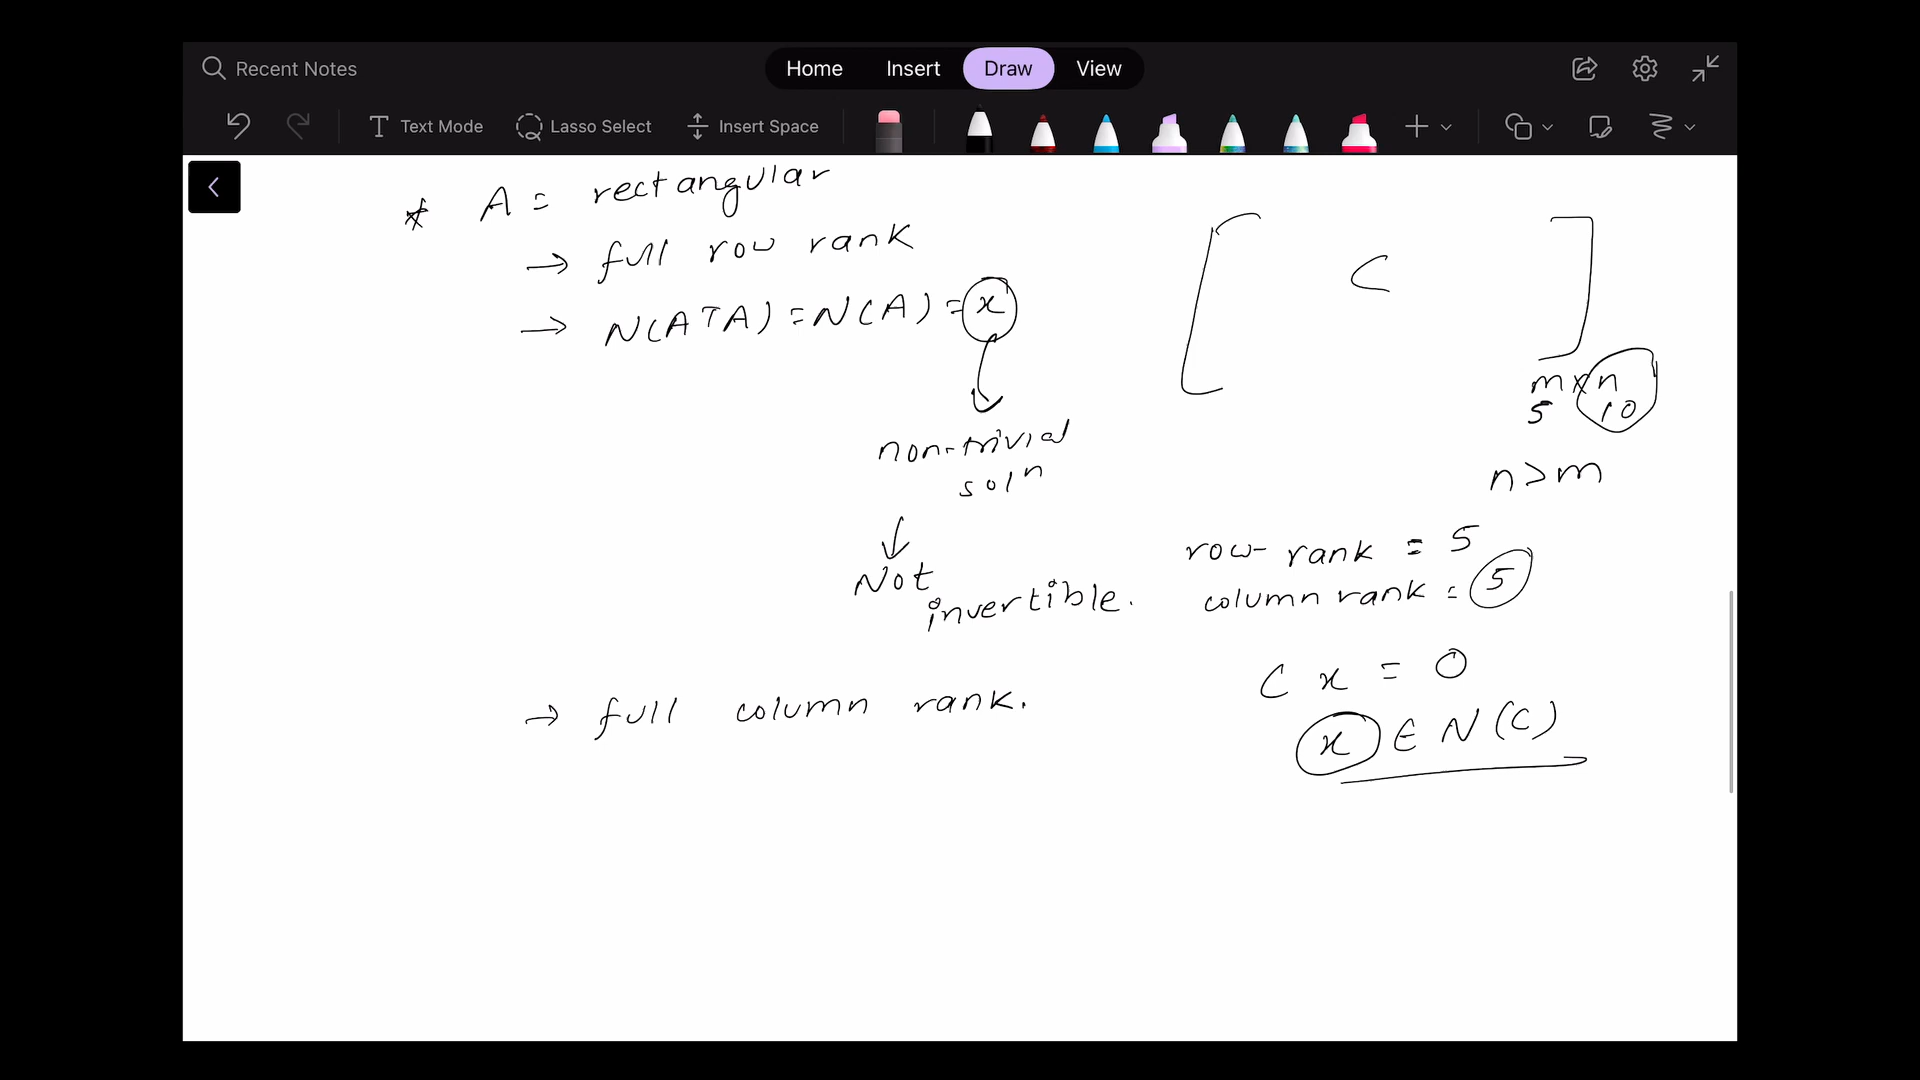 Recent Notes
Home Insert Draw View
Text Mode Lasso Select Insert Space
* A = rectangular
→ full row rank
→ N(ATA) = N(A) = x
non-trivial
soln
Not
invertible.
→ full column rank.
[ C ]
m x n
5 10
n > m
row- rank = 5
column rank = 5
C x = 0
x ∈ N(C)